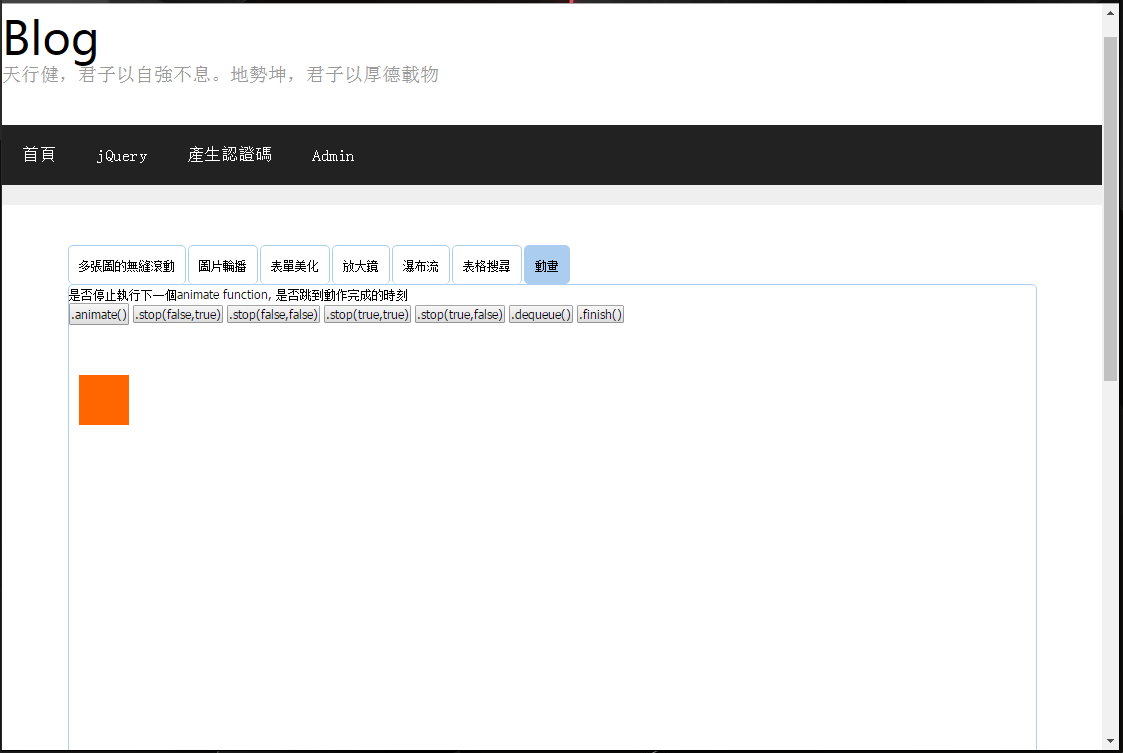 Blog
天行健，君子以自強不息。地勢坤，君子以厚德載物
首頁 jQuery 產生認證碼 Admin
多張圖的無縫滾動 圖片輪播 表單美化 放大鏡 瀑布流 表格搜尋 動畫
是否停止執行下一個animate function, 是否跳到動作完成的時刻
.animate() .stop(false,true) .stop(false,false) .stop(true,true) .stop(true,false) .dequeue() .finish()